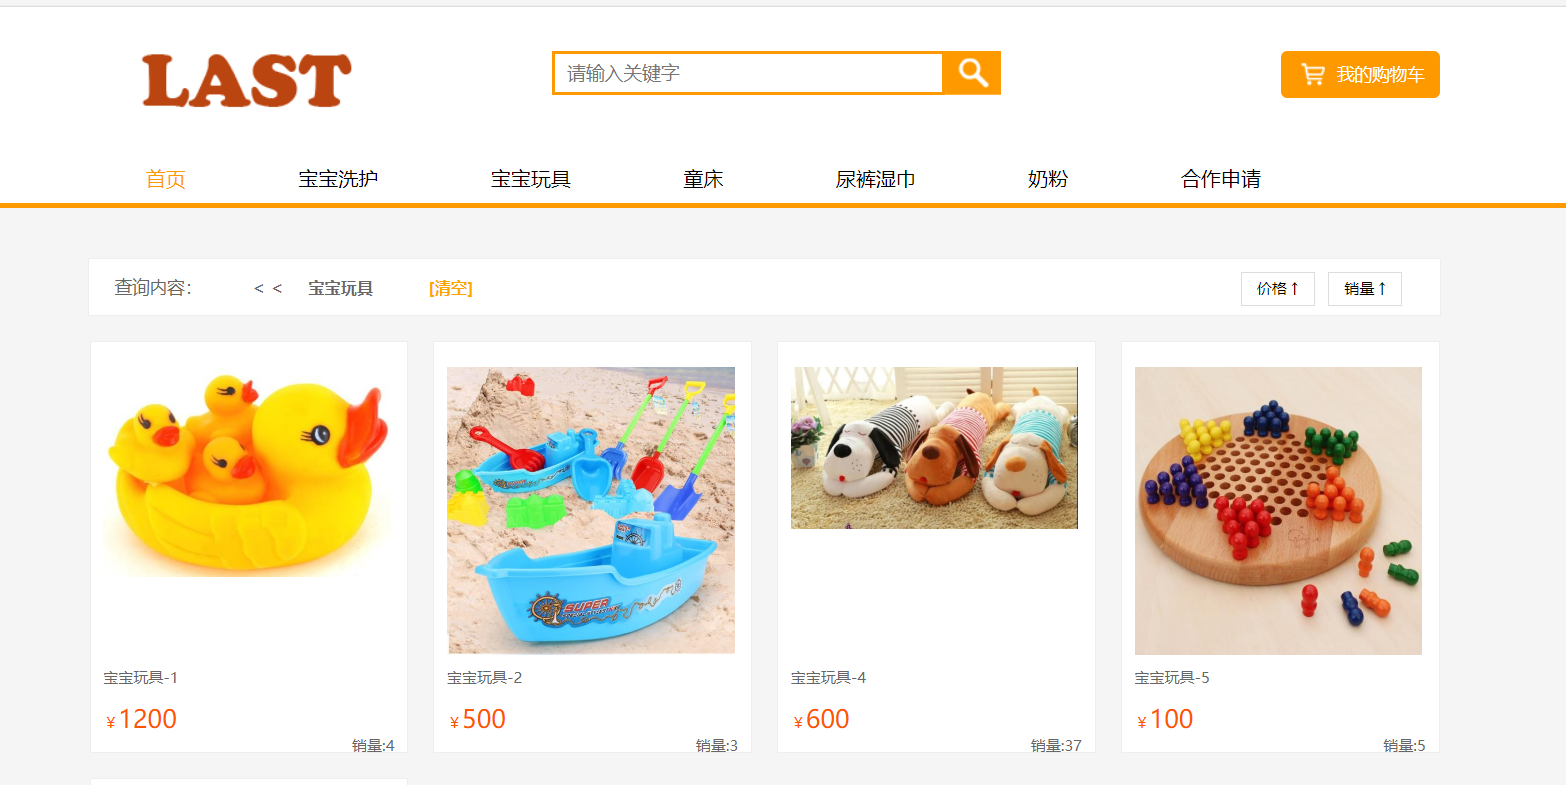 LAST
请输入关键字
我的购物车
首页 宝宝洗护 宝宝玩具 童床 尿裤湿巾 奶粉 合作申请
查询内容： < < 宝宝玩具 [清空] 价格↑ 销量↑
SUPER
宝宝玩具-1
￥1200
销量:4
宝宝玩具-2
￥500
销量:3
宝宝玩具-4
￥600
销量:37
宝宝玩具-5
￥100
销量:5